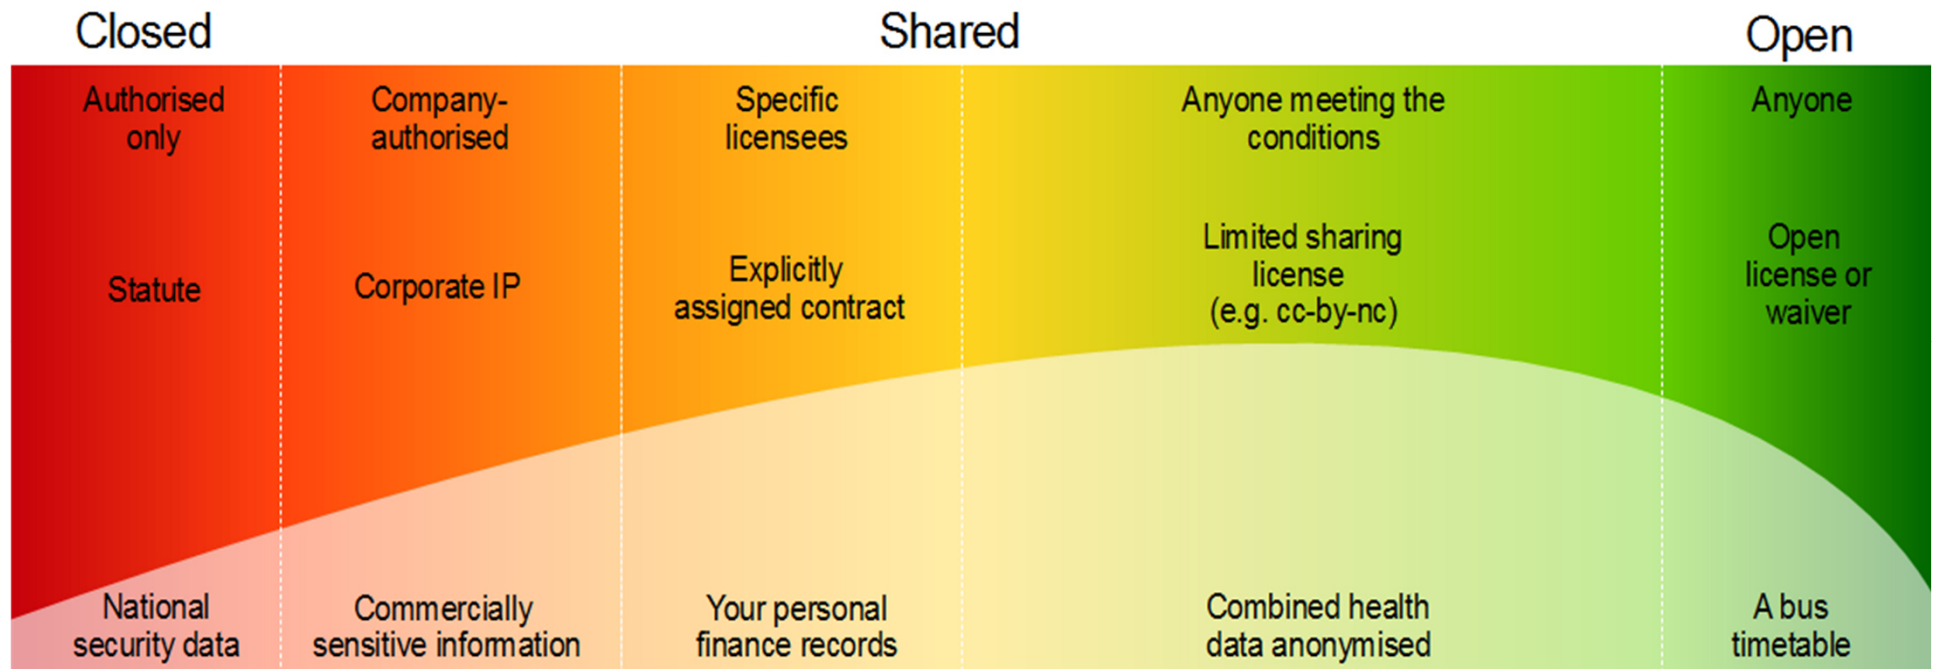 Closed
Shared
Open
Authorised
only
Company-
authorised
Specific
licensees
Anyone meeting the
conditions
Anyone
Statute
Corporate IP
Explicitly
assigned contract
Limited sharing
license
(e.g. cc-by-nc)
Open
license or
waiver
National
security data
Commercially
sensitive information
Your personal
finance records
Combined health
data anonymised
A bus
timetable